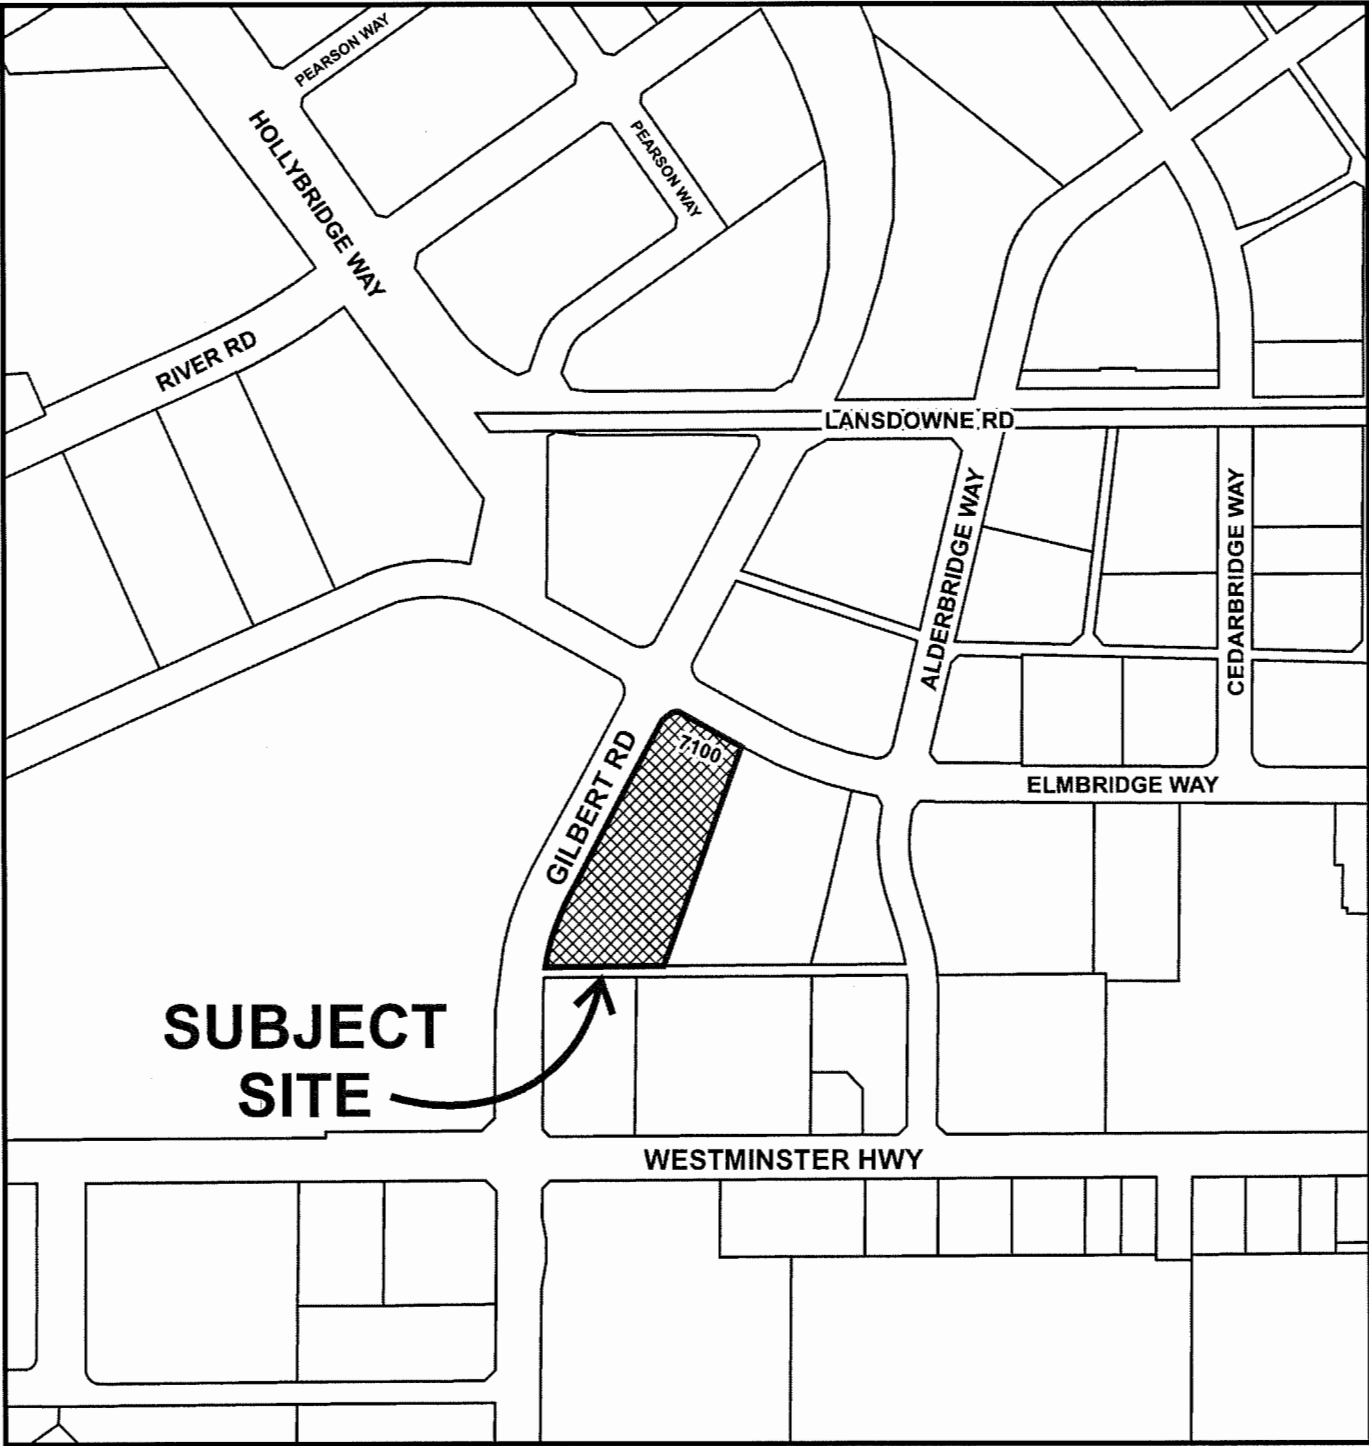 PEARSON WAY
HOLLYBRIDGE WAY
PEARSON WAY
RIVER RD
LANSDOWNE RD
ALDERBRIDGE WAY
CEDARBRIDGE WAY
7100
GILBERT RD
ELMBRIDGE WAY
SUBJECT
SITE
WESTMINSTER HWY